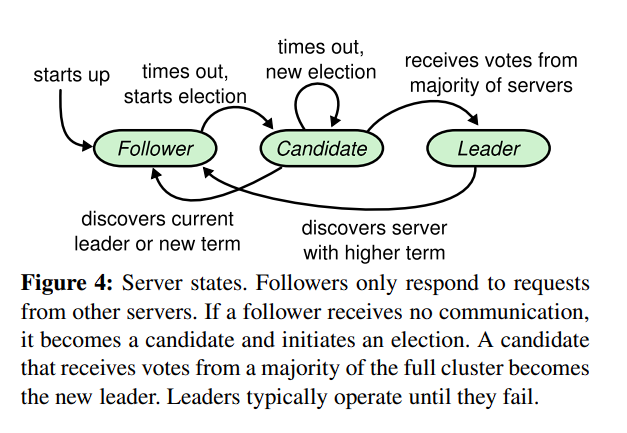 starts up
times out,
starts election
times out,
new election
receives votes from
majority of servers
Follower
Candidate
Leader
discovers current
leader or new term
discovers server
with higher term
Figure 4: Server states. Followers only respond to requests
from other servers. If a follower receives no communication,
it becomes a candidate and initiates an election. A candidate
that receives votes from a majority of the full cluster becomes
the new leader. Leaders typically operate until they fail.